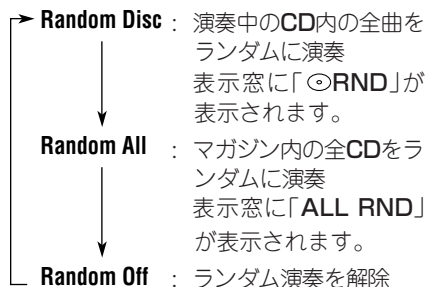 Random Disc : 演奏中のCD内の全曲を
ランダムに演奏
表示窓に「⦿RND」が
表示されます。
Random All : マガジン内の全CDをラ
ンダムに演奏
表示窓に「ALL RND」
が表示されます。
Random Off : ランダム演奏を解除